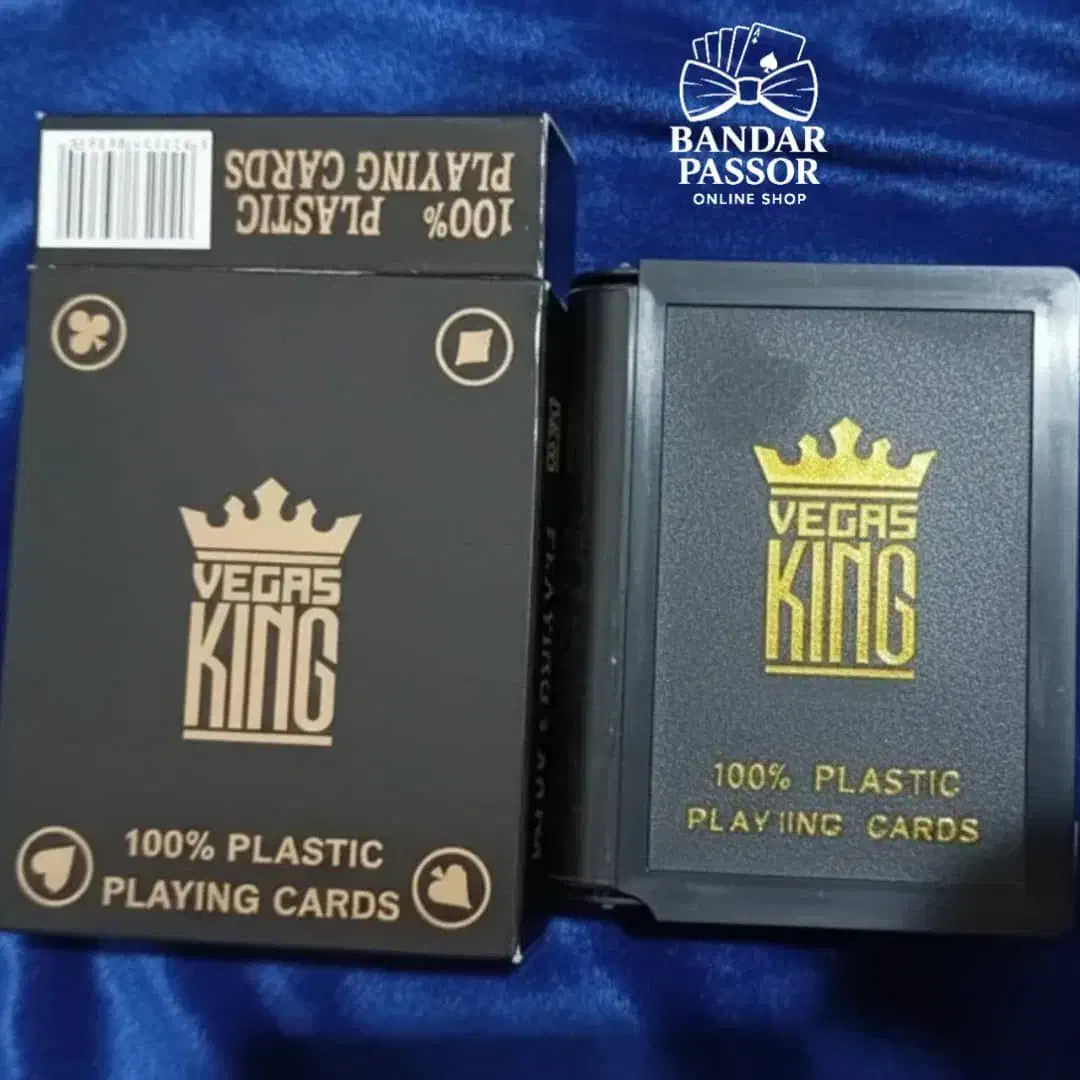 BANDAR
PASSOR
ONLINE SHOP
100% PLASTIC
PLAYING CARDS
VEGAS
KING
100% PLASTIC
PLAYING CARDS
VEGAS
KING
100% PLASTIC
PLAYIING CARDS